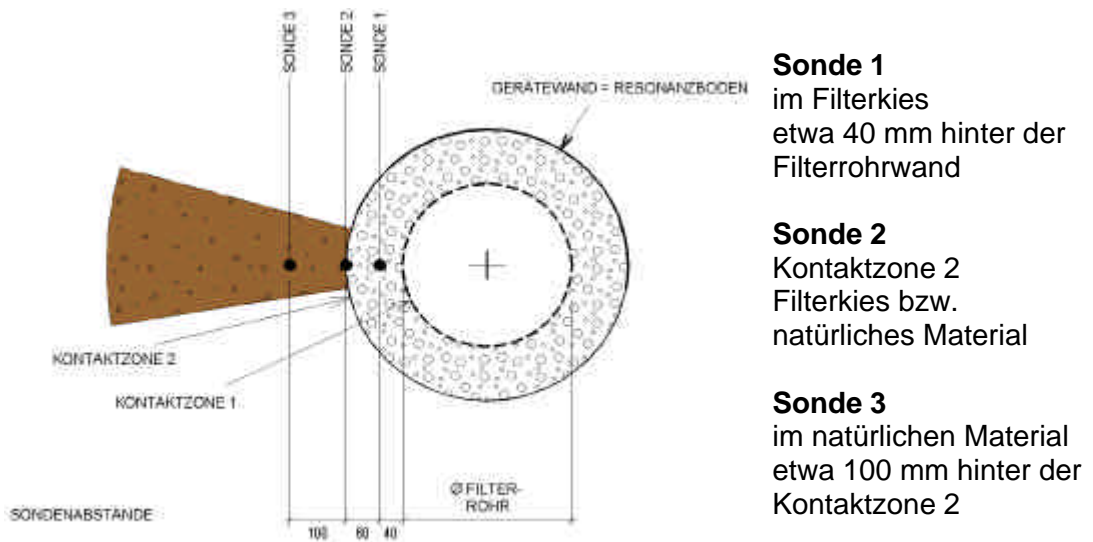 SONDE 3
SONDE 2
SONDE 1
GERÄTEWAND = RESONANZBODEN
KONTAKTZONE 2
KONTAKTZONE 1
Ø FILTER-
ROHR
SONDENABSTÄNDE
100
60
40
Sonde 1
im Filterkies
etwa 40 mm hinter der
Filterrohrwand
Sonde 2
Kontaktzone 2
Filterkies bzw.
natürliches Material
Sonde 3
im natürlichen Material
etwa 100 mm hinter der
Kontaktzone 2